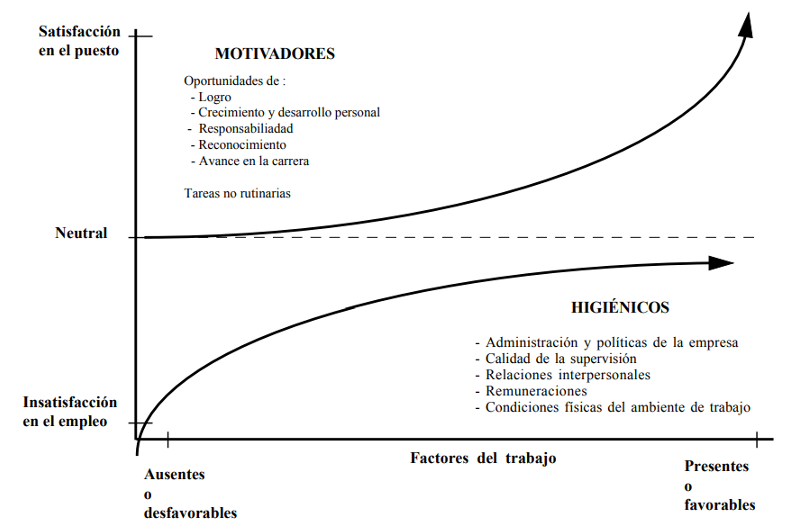 Satisfacción
en el puesto
MOTIVADORES
Oportunidades de :
- Logro
- Crecimiento y desarrollo personal
- Responsabiliadad
- Reconocimiento
- Avance en la carrera
Tareas no rutinarias
Neutral
HIGIÉNICOS
- Administración y políticas de la empresa
- Calidad de la supervisión
- Relaciones interpersonales
- Remuneraciones
- Condiciones físicas del ambiente de trabajo
Insatisfacción
en el empleo
Factores del trabajo
Ausentes
o
desfavorables
Presentes
o
favorables